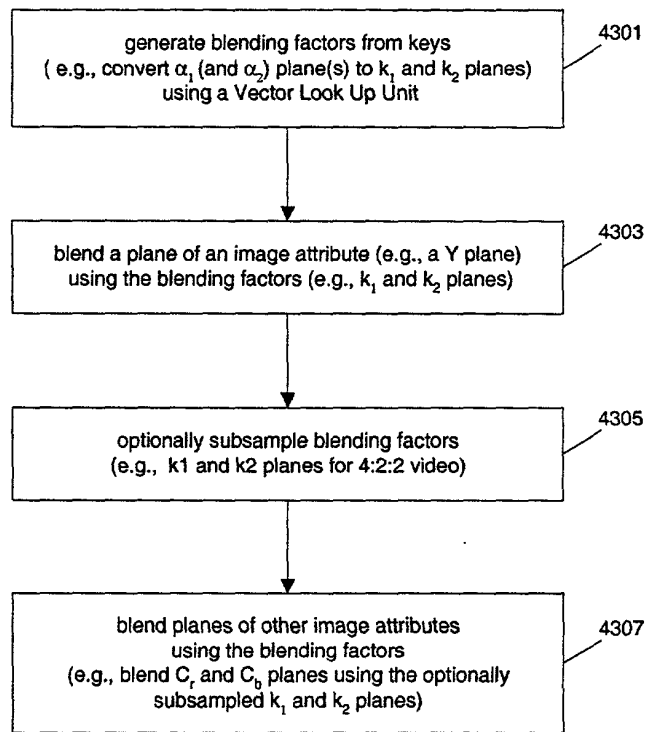 generate blending factors from keys
( e.g., convert α₁ (and α₂) plane(s) to k₁ and k₂ planes)
using a Vector Look Up Unit
4301
blend a plane of an image attribute (e.g., a Y plane)
using the blending factors (e.g., k₁ and k₂ planes)
4303
optionally subsample blending factors
(e.g., k1 and k2 planes for 4:2:2 video)
4305
blend planes of other image attributes
using the blending factors
(e.g., blend Cᵣ and C_b planes using the optionally
subsampled k₁ and k₂ planes)
4307